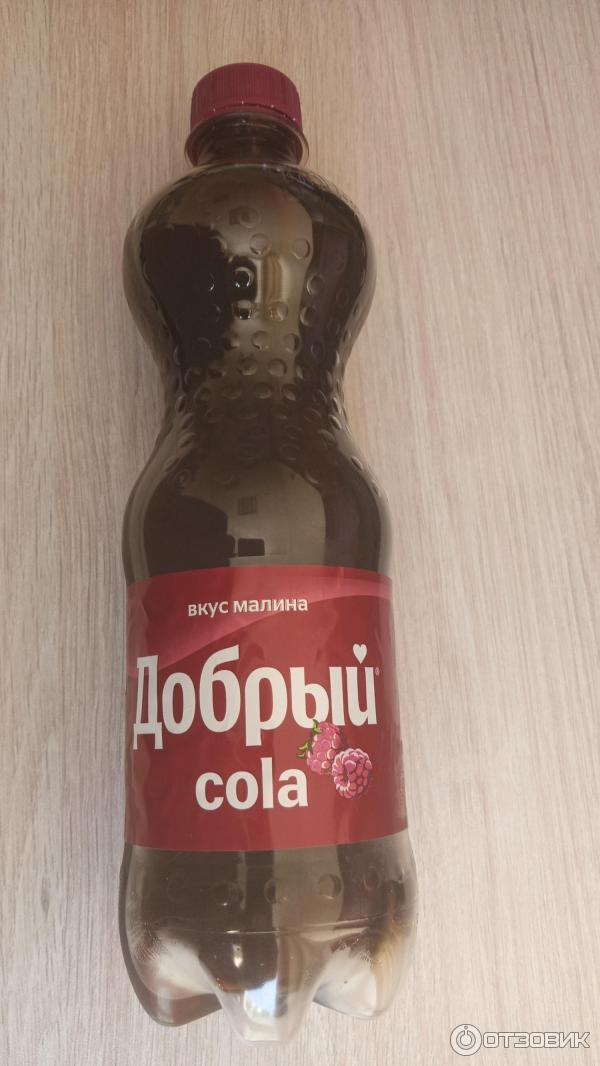 вкус малина
Добрый®
cola
ОТЗОВИК